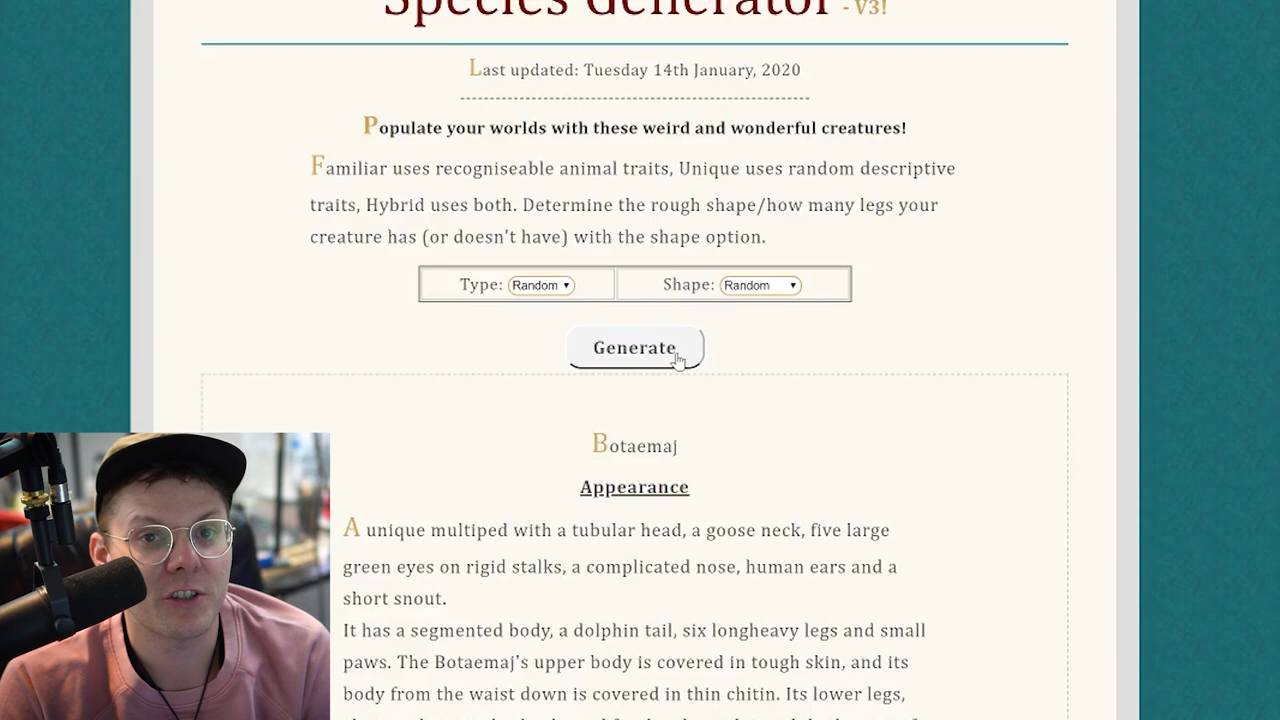 Species Generator - V3!
Last updated: Tuesday 14th January, 2020
Populate your worlds with these weird and wonderful creatures!
Familiar uses recogniseable animal traits, Unique uses random descriptive
traits, Hybrid uses both. Determine the rough shape/how many legs your
creature has (or doesn't have) with the shape option.
Type: Random Shape: Random
Generate
Botaemaj
Appearance
A unique multiped with a tubular head, a goose neck, five large
green eyes on rigid stalks, a complicated nose, human ears and a
short snout.
It has a segmented body, a dolphin tail, six longheavy legs and small
paws. The Botaemaj's upper body is covered in tough skin, and its
body from the waist down is covered in thin chitin. Its lower legs,